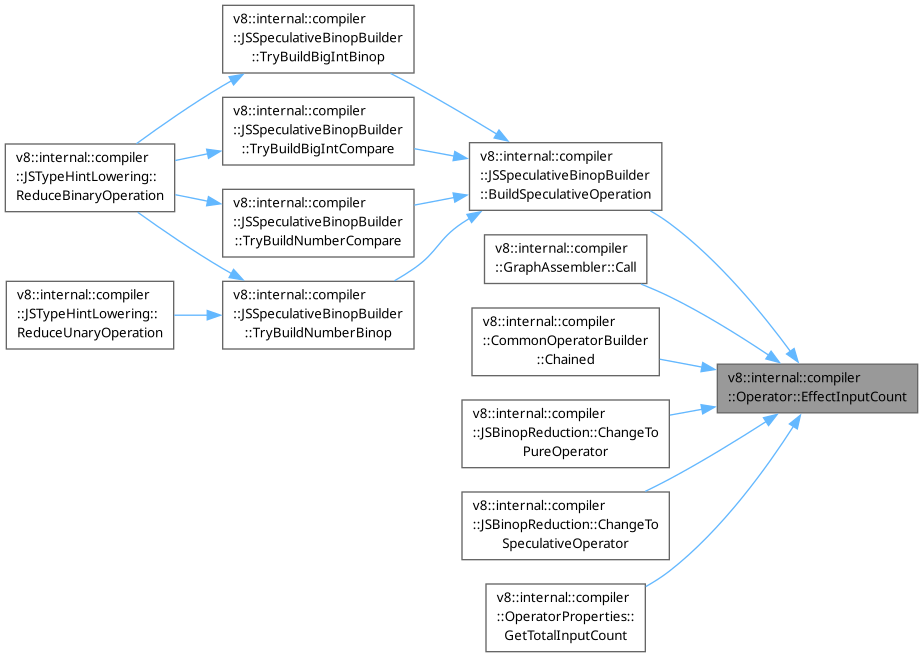 v8::internal::compiler
::JSSpeculativeBinopBuilder
::TryBuildBigIntBinop
v8::internal::compiler
::JSSpeculativeBinopBuilder
::TryBuildBigIntCompare
v8::internal::compiler
::JSTypeHintLowering::
ReduceBinaryOperation
v8::internal::compiler
::JSSpeculativeBinopBuilder
::BuildSpeculativeOperation
v8::internal::compiler
::JSSpeculativeBinopBuilder
::TryBuildNumberCompare
v8::internal::compiler
::GraphAssembler::Call
v8::internal::compiler
::JSTypeHintLowering::
ReduceUnaryOperation
v8::internal::compiler
::JSSpeculativeBinopBuilder
::TryBuildNumberBinop
v8::internal::compiler
::CommonOperatorBuilder
::Chained
v8::internal::compiler
::Operator::EffectInputCount
v8::internal::compiler
::JSBinopReduction::ChangeTo
PureOperator
v8::internal::compiler
::JSBinopReduction::ChangeTo
SpeculativeOperator
v8::internal::compiler
::OperatorProperties::
GetTotalInputCount